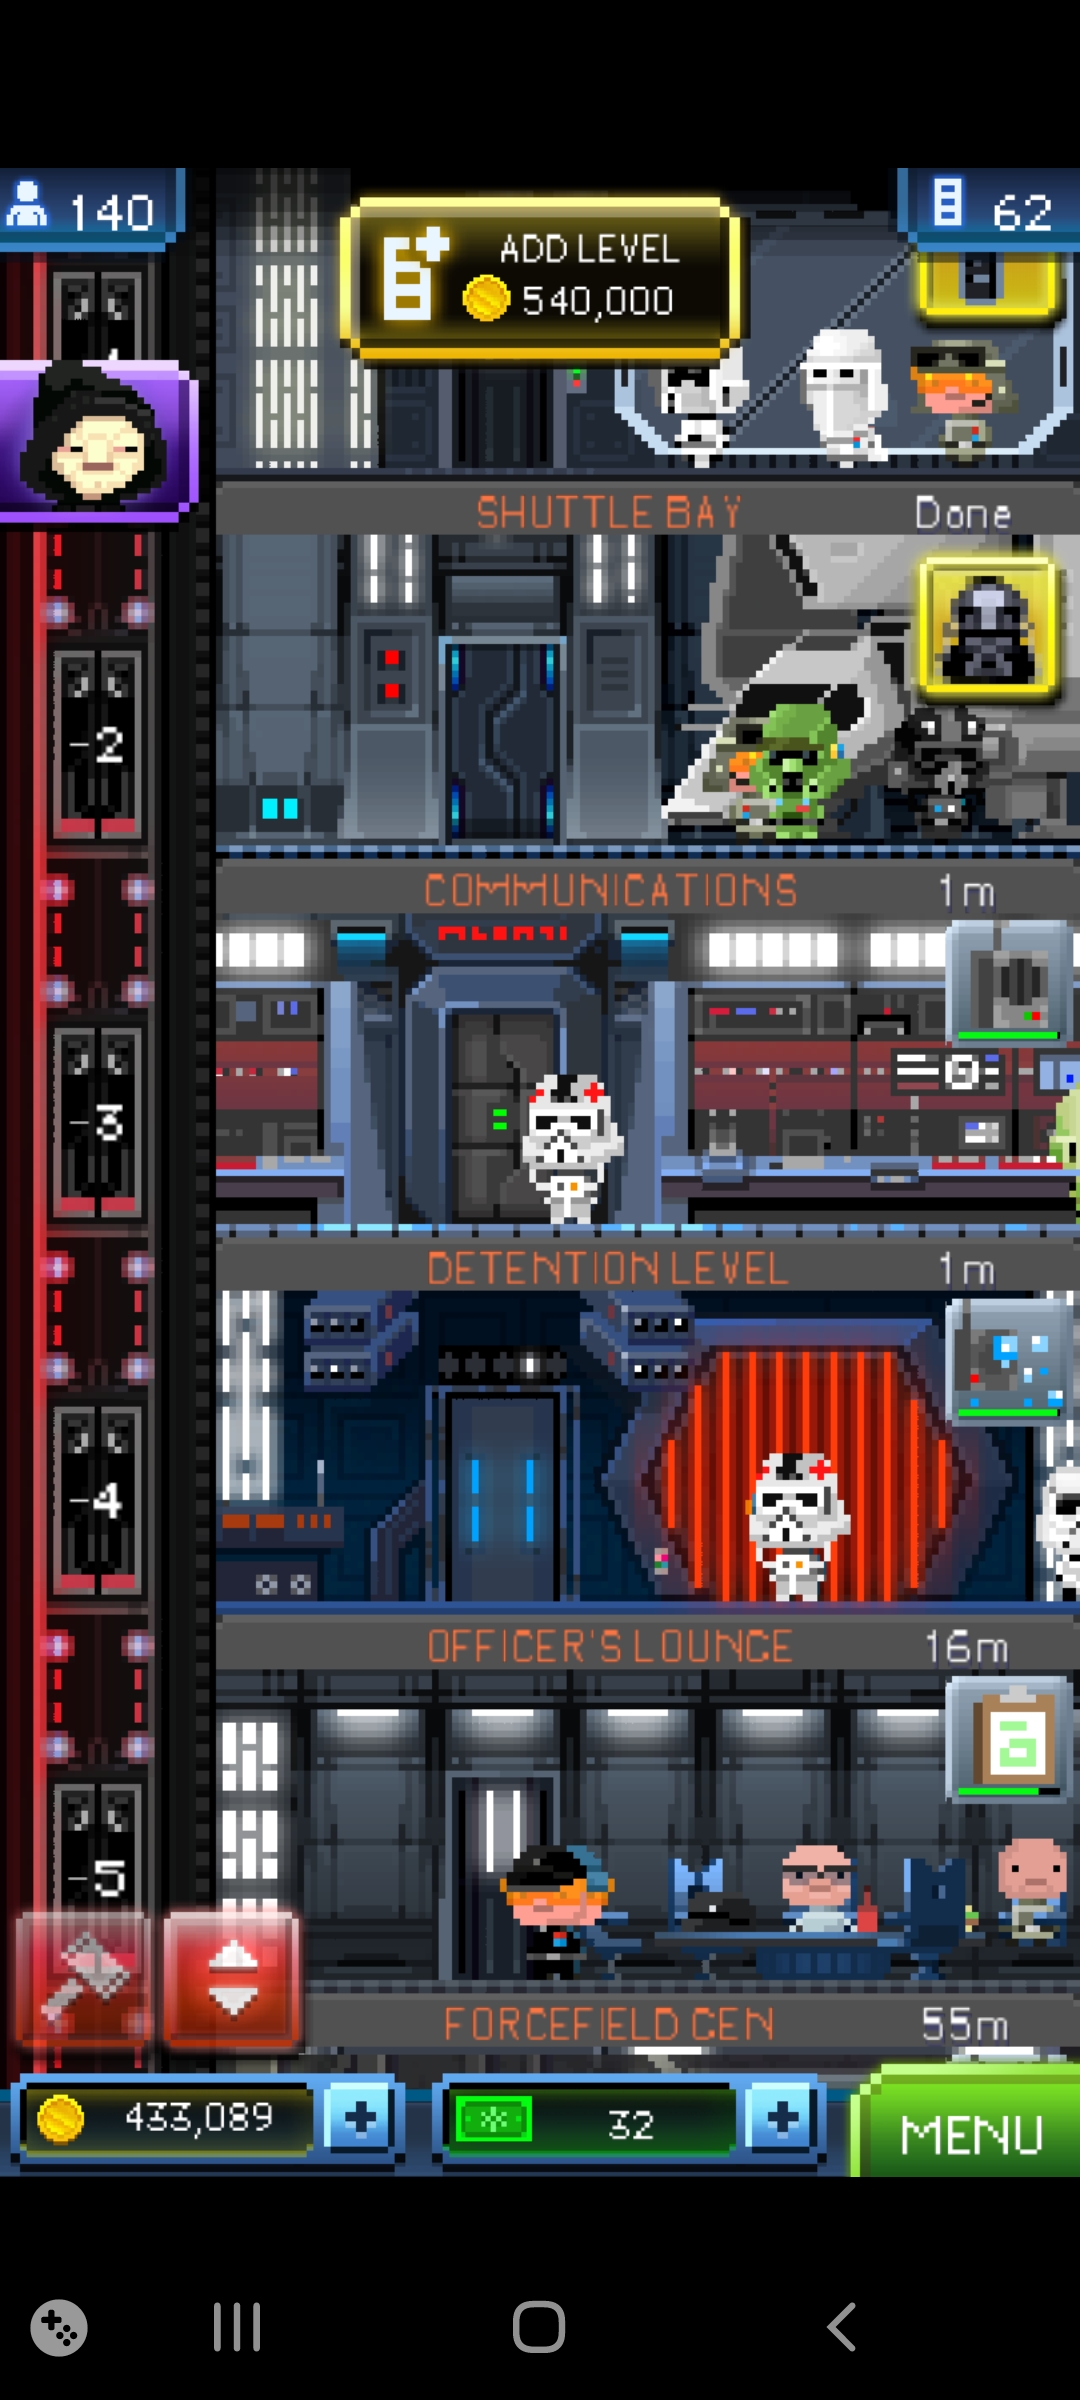 140
ADD LEVEL
540,000
62
SHUTTLE BAY Done
-2
COMMUNICATIONS 1m
-3
DETENTION LEVEL 1m
-4
OFFICER'S LOUNGE 16m
-5
FORCEFIELD GEN 55m
433,089
32
MENU